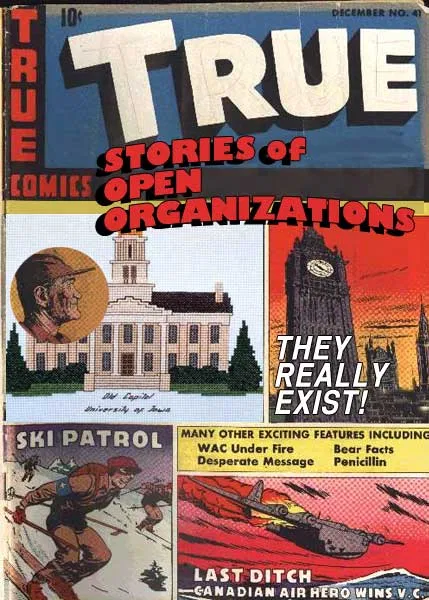 10¢
DECEMBER NO. 41
TRUE
COMICS
TRUE
STORIES of
OPEN
ORGANIZATIONS
Old Capitol
University of Iowa
THEY
REALLY
EXIST!
SKI PATROL
MANY OTHER EXCITING FEATURES INCLUDING
WAC Under Fire
Bear Facts
Desperate Message
Penicillin
LAST DITCH
CANADIAN AIR HERO WINS V.C.